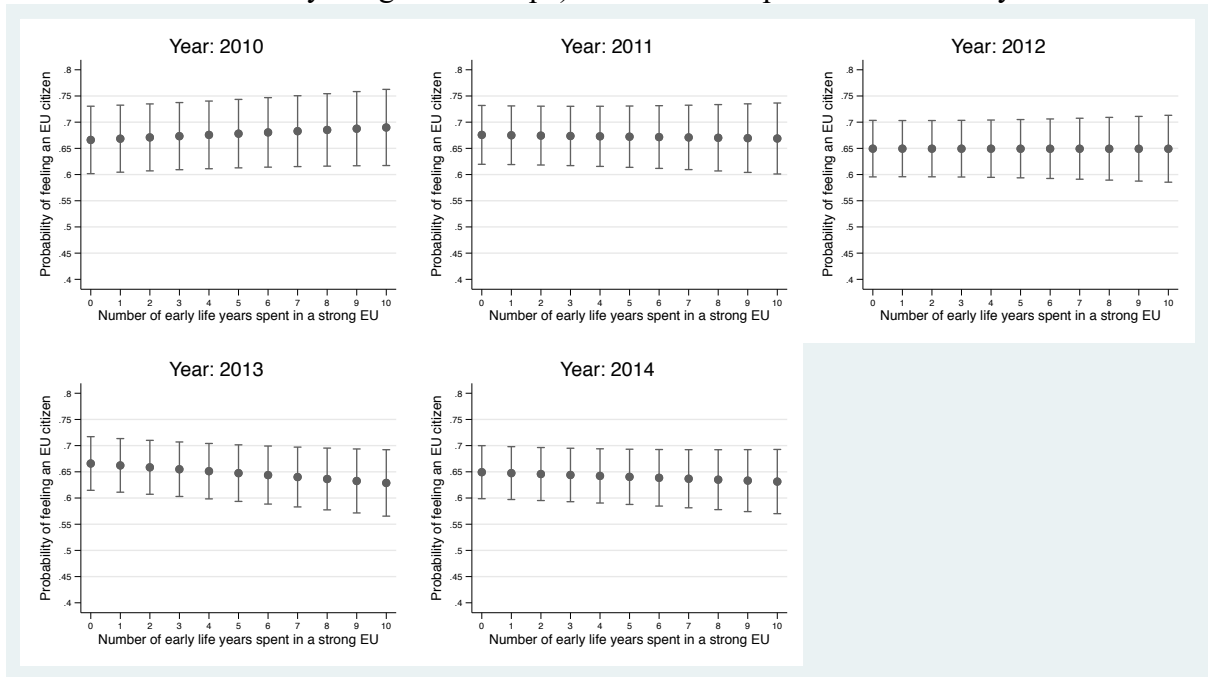 Year: 2010
Probability of feeling an EU citizen
.8
.75
.7
.65
.6
.55
.5
.45
.4
0 1 2 3 4 5 6 7 8 9 10
Number of early life years spent in a strong EU
Year: 2011
Probability of feeling an EU citizen
.8
.75
.7
.65
.6
.55
.5
.45
.4
0 1 2 3 4 5 6 7 8 9 10
Number of early life years spent in a strong EU
Year: 2012
Probability of feeling an EU citizen
.8
.75
.7
.65
.6
.55
.5
.45
.4
0 1 2 3 4 5 6 7 8 9 10
Number of early life years spent in a strong EU
Year: 2013
Probability of feeling an EU citizen
.8
.75
.7
.65
.6
.55
.5
.45
.4
0 1 2 3 4 5 6 7 8 9 10
Number of early life years spent in a strong EU
Year: 2014
Probability of feeling an EU citizen
.8
.75
.7
.65
.6
.55
.5
.45
.4
0 1 2 3 4 5 6 7 8 9 10
Number of early life years spent in a strong EU